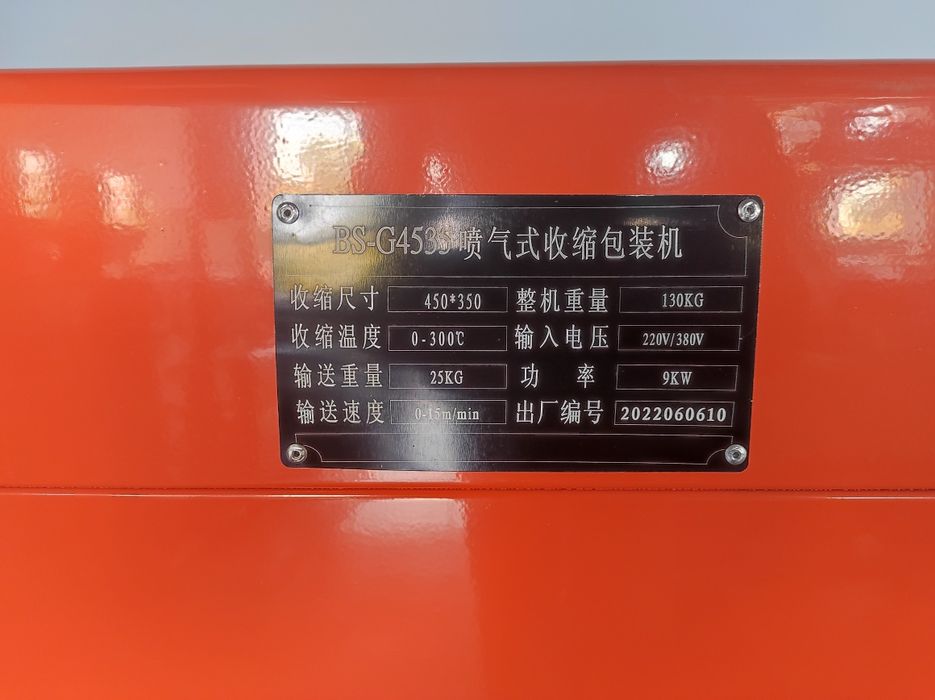 BS-G4535 喷气式收缩包装机
收缩尺寸 450*350 整机重量 130KG
收缩温度 0-300℃ 输入电压 220V/380V
输送重量 25KG 功 率 9KW
输送速度 0-15m/min 出厂编号 2022060610